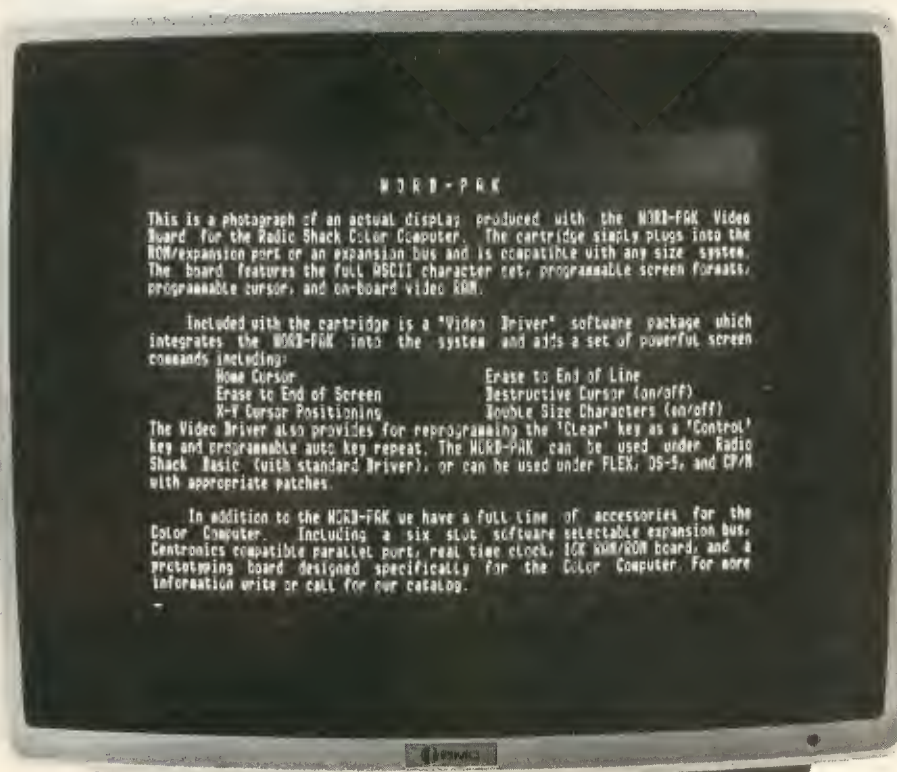 WORD-PAK
This is a photograph of an actual display produced with the WORD-PAK Video
Board for the Radio Shack Color Computer. The cartridge simply plugs into the
ROM/expansion port or an expansion bus and is compatible with any size system.
The board features the full ASCII character set, programmable screen formats,
programmable cursor, and on-board video RAM.
Included with the cartridge is a "Video Driver" software package which
integrates the WORD-PAK into the system and adds a set of powerful screen
commands including:
Home Cursor Erase to End of Line
Erase to End of Screen Destructive Cursor (on/off)
X-Y Cursor Positioning Double Size Characters (on/off)
The Video Driver also provides for reprogramming the 'Clear' key as a 'Control'
key and programmable auto key repeat. The WORD-PAK can be used under Radio
Shack Basic, (with standard Driver), or can be used under FLEX, OS-9, and CP/M
with appropriate patches.
In addition to the WORD-PAK we have a full line of accessories for the
Color Computer. Including a six slot software selectable expansion bus,
Centronics compatible parallel port, real time clock, 16K RAM/ROM board, and a
prototyping board designed specifically for the Color Computer. For more
information write or call for our catalog.
BMC